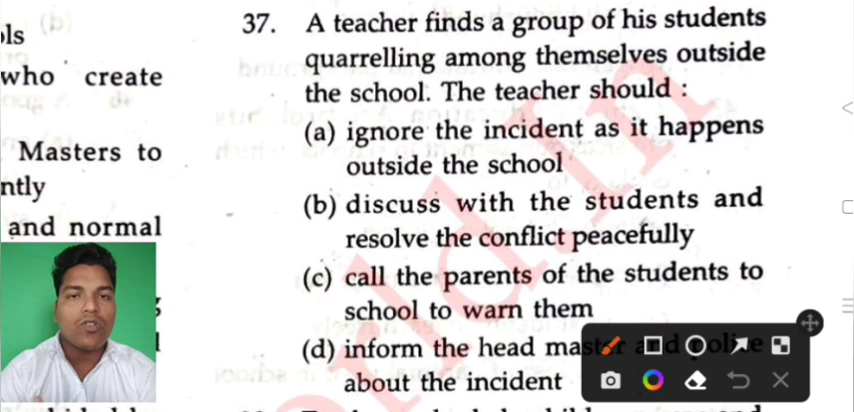 ls
who create
Masters to
ntly
and normal
37. A teacher finds a group of his students
quarrelling among themselves outside
the school. The teacher should :
(a) ignore the incident as it happens
outside the school
(b) discuss with the students and
resolve the conflict peacefully
(c) call the parents of the students to
school to warn them
(d) inform the head master and police
about the incident